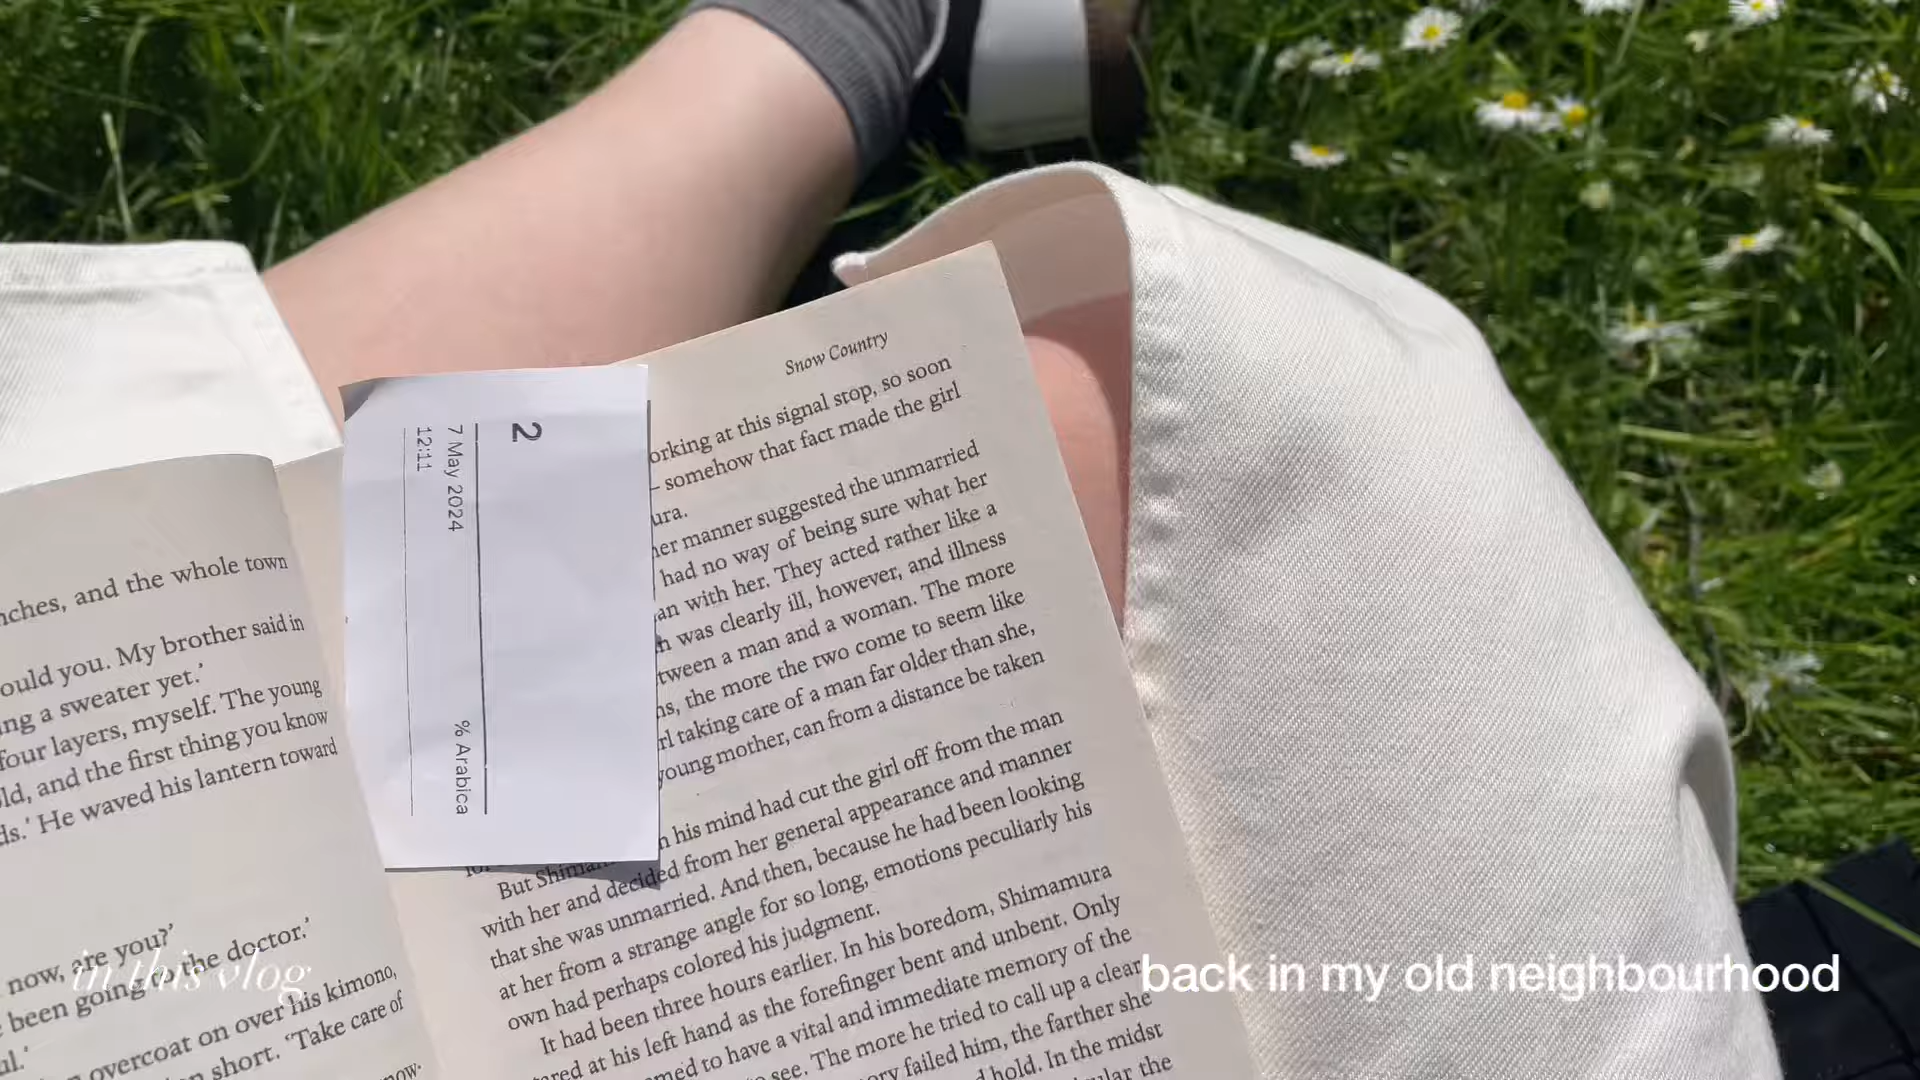 nches, and the whole town
ould you. My brother said in
ng a sweater yet.'
four layers, myself. The young
ld, and the first thing you know
ds.' He waved his lantern toward
now, are you?'
been going to the doctor.'
overcoat on over his kimono,
short. 'Take care of
now.
2
7 May 2024
12:11
% Arabica
Snow Country
orking at this signal stop, so soon
– somehow that fact made the girl
ura.
her manner suggested the unmarried
had no way of being sure what her
an with her. They acted rather like a
n was clearly ill, however, and illness
tween a man and a woman. The more
ns, the more the two come to seem like
rl taking care of a man far older than she,
young mother, can from a distance be taken
But Shimam
n his mind had cut the girl off from the man
with her and decided from her general appearance and manner
that she was unmarried. And then, because he had been looking
at her from a strange angle for so long, emotions peculiarly his
own had perhaps colored his judgment.
It had been three hours earlier. In his boredom, Shimamura
ared at his left hand as the forefinger bent and unbent. Only
med to have a vital and immediate memory of the
see. The more he tried to call up a clear
ory failed him, the farther she
hold. In the midst
ular the
in this vlog
back in my old neighbourhood